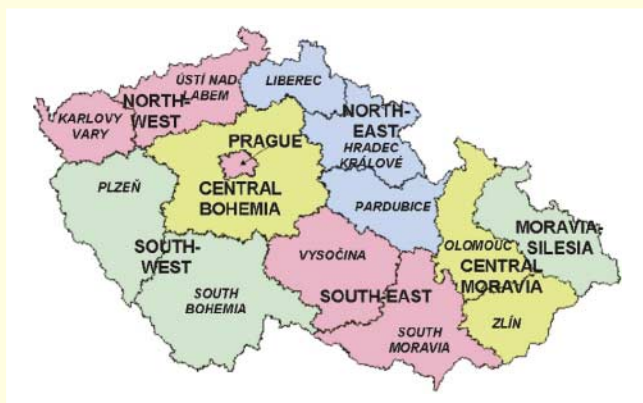 ÚSTÍ NAD
LABEM
LIBEREC
NORTH-
WEST
KARLOVY
VARY
NORTH-
EAST
HRADEC
KRÁLOVÉ
PRAGUE
PLZEŇ
CENTRAL
BOHEMIA
PARDUBICE
MORAVIA-
SILESIA
SOUTH-
WEST
VYSOČINA
OLOMOUC
CENTRAL
MORAVIA
SOUTH
BOHEMIA
SOUTH-EAST
SOUTH
MORAVIA
ZLÍN